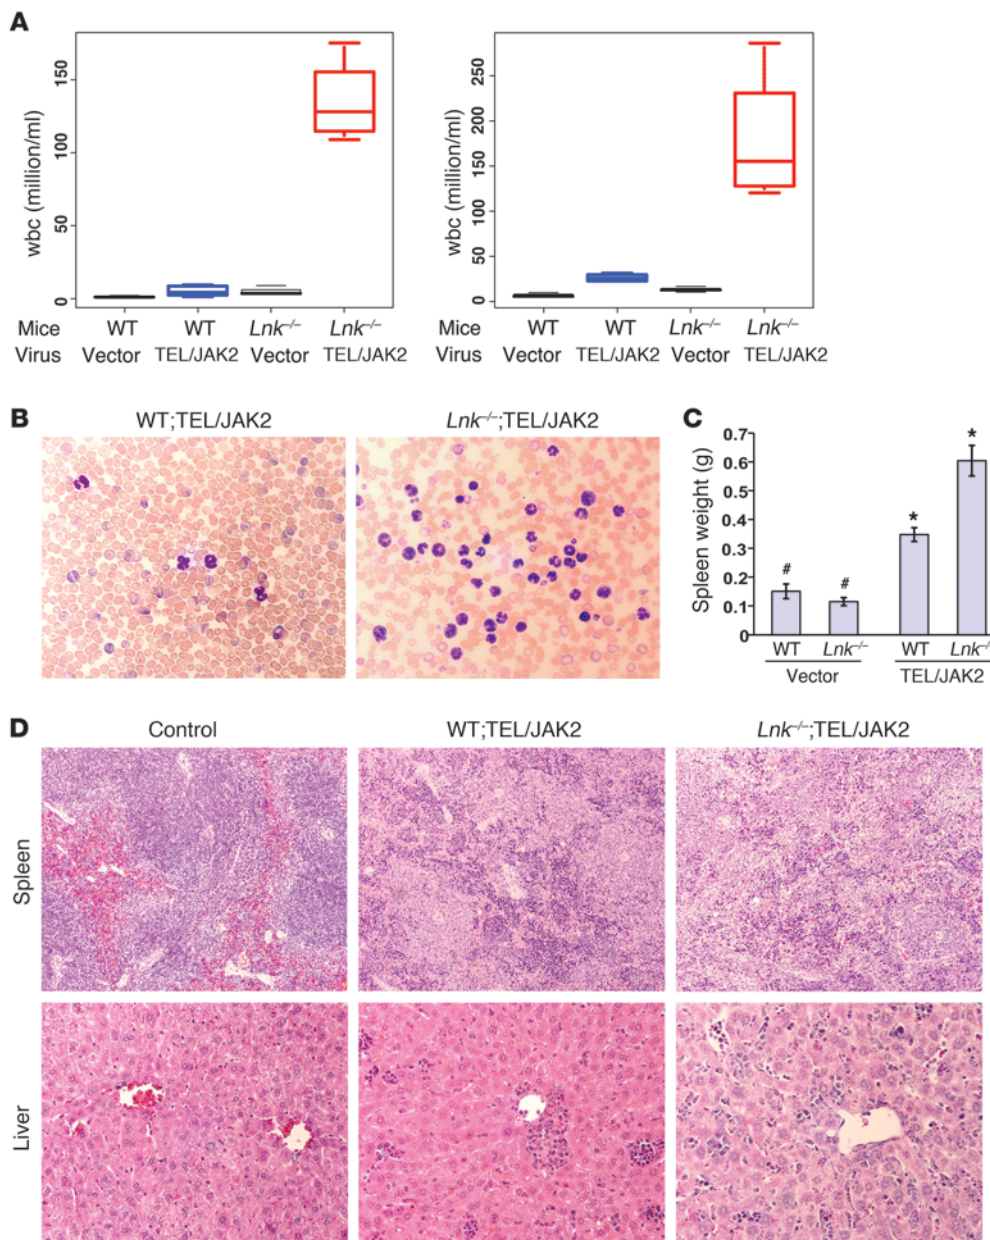 A
wbc (million/ml)
150
100
50
0
Mice WT WT Lnk–/– Lnk–/–
Virus Vector TEL/JAK2 Vector TEL/JAK2
wbc (million/ml)
250
200
150
100
50
0
WT WT Lnk–/– Lnk–/–
Vector TEL/JAK2 Vector TEL/JAK2
B
WT;TEL/JAK2 Lnk–/–;TEL/JAK2
C
Spleen weight (g)
0.7
0.6
0.5
0.4
0.3
0.2
0.1
0
# # * *
WT Lnk–/– WT Lnk–/
Vector TEL/JAK2
D
Control WT;TEL/JAK2 Lnk–/–;TEL/JAK2
Spleen
Liver